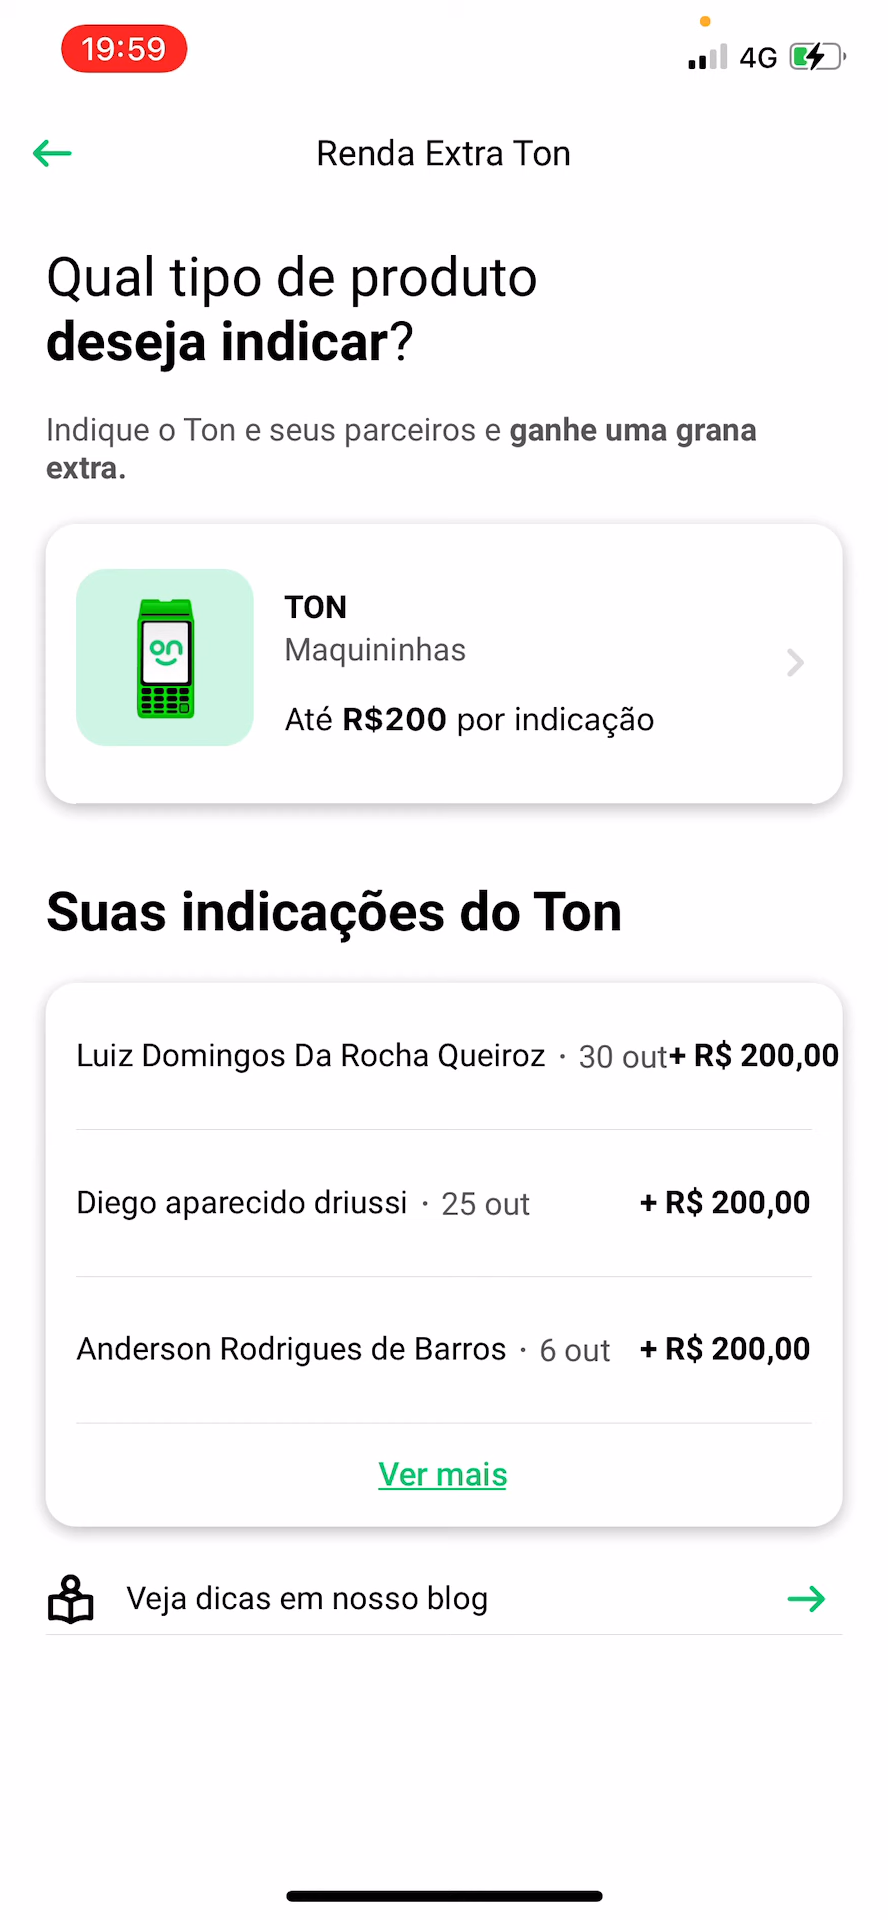 19:59
4G
Renda Extra Ton
Qual tipo de produto
deseja indicar?
Indique o Ton e seus parceiros e ganhe uma grana
extra.
on
TON
Maquininhas
Até R$200 por indicação
Suas indicações do Ton
Luiz Domingos Da Rocha Queiroz · 30 out+ R$ 200,00
Diego aparecido driussi · 25 out + R$ 200,00
Anderson Rodrigues de Barros · 6 out + R$ 200,00
Ver mais
Veja dicas em nosso blog